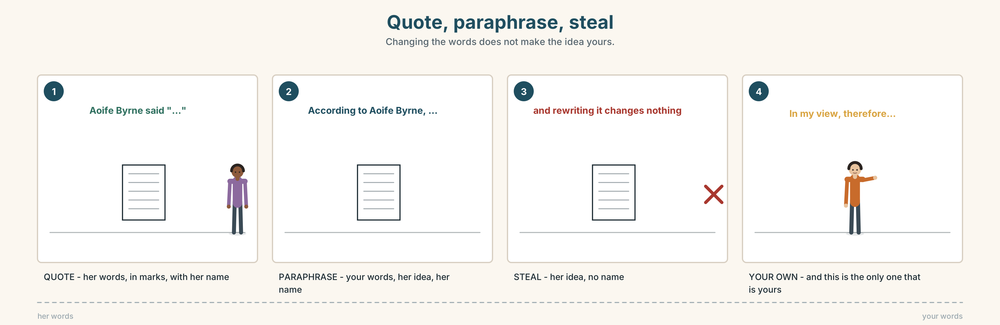 Quote, paraphrase, steal
Changing the words does not make the idea yours.
1
Aoife Byrne said "..."
QUOTE - her words, in marks, with her name
2
According to Aoife Byrne, ...
PARAPHRASE - your words, her idea, her
name
3
and rewriting it changes nothing
STEAL - her idea, no name
4
In my view, therefore...
YOUR OWN - and this is the only one that
is yours
her words
your words